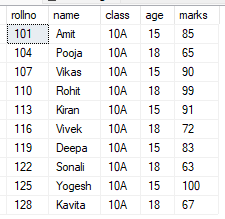 rollno name class age marks
101 Amit 10A 15 85
104 Pooja 10A 18 65
107 Vikas 10A 15 90
110 Rohit 10A 18 99
113 Kiran 10A 15 91
116 Vivek 10A 18 72
119 Deepa 10A 15 83
122 Sonali 10A 18 63
125 Yogesh 10A 15 100
128 Kavita 10A 18 67